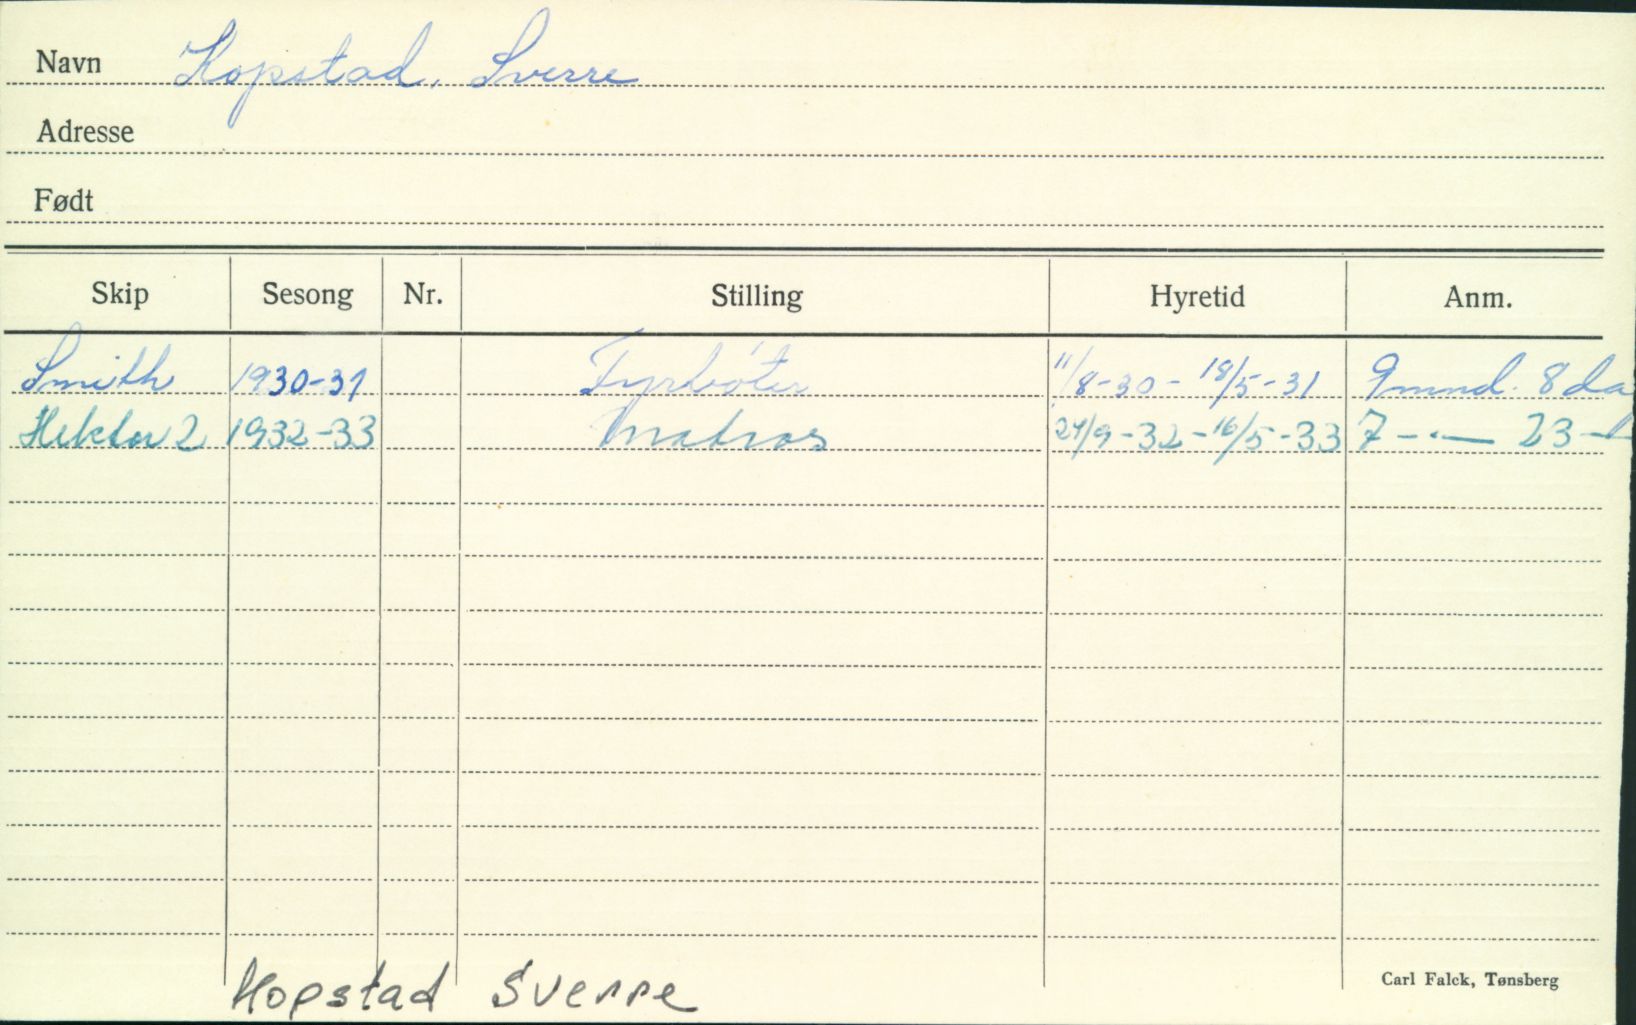 Navn Hopstad, Sverre
Adresse
Født
Skip Sesong Nr. Stilling Hyretid Anm.
Smith 1930-31 Fyrbøter 11/8-30 - 18/5-31 9 mnd. 8 da
Hektor 2 1932-33 Matros 24/9-32 - 16/5-33 7 -"- 23 -"
Hopstad Sverre
Carl Falck, Tønsberg